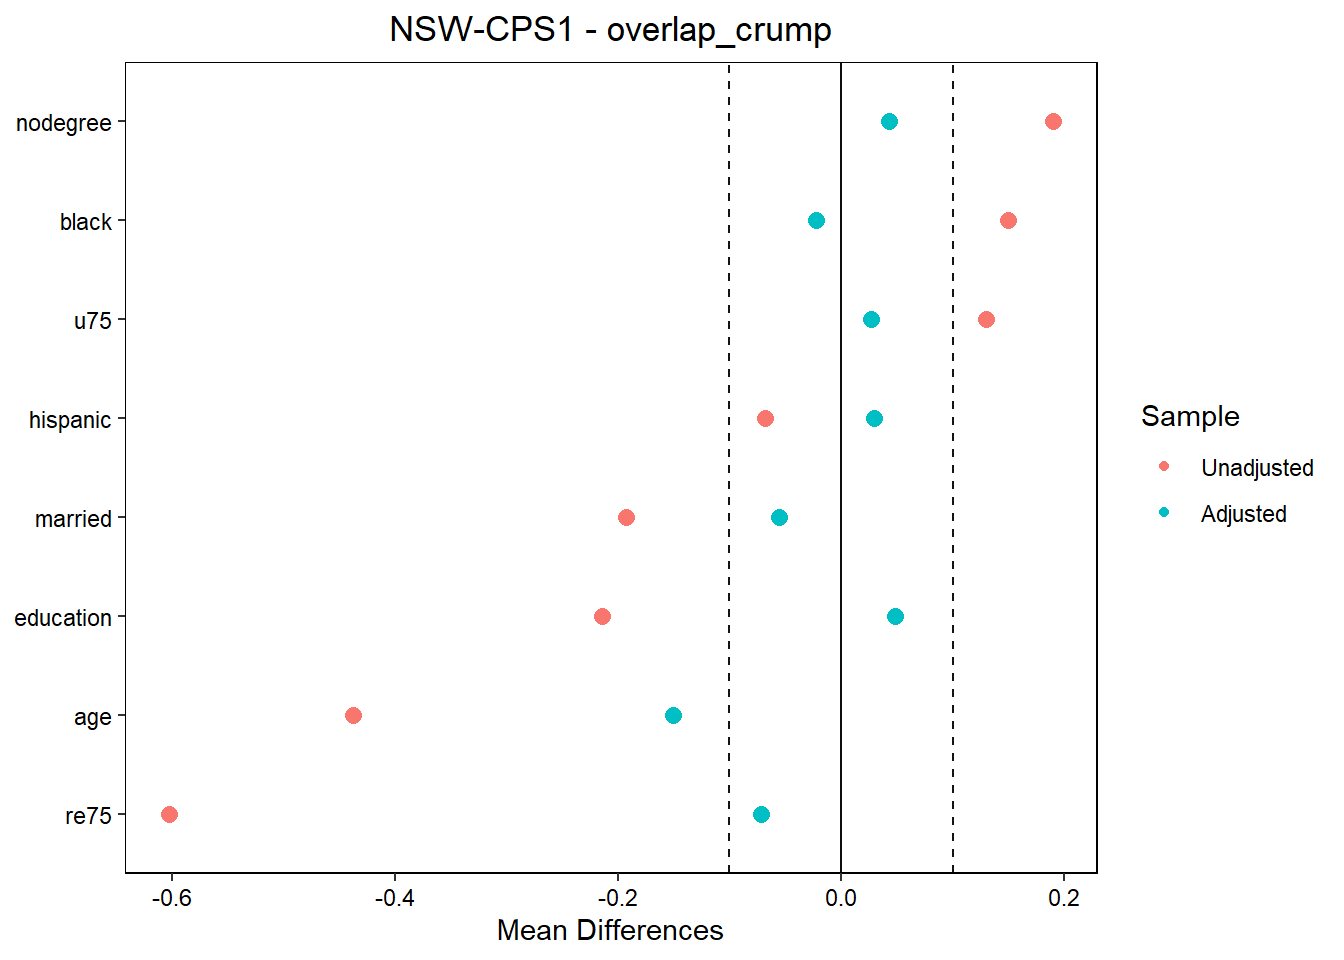 NSW-CPS1 - overlap_crump
nodegree
black
u75
hispanic
married
education
age
re75
-0.6 -0.4 -0.2 0.0 0.2
Mean Differences
Sample
Unadjusted
Adjusted